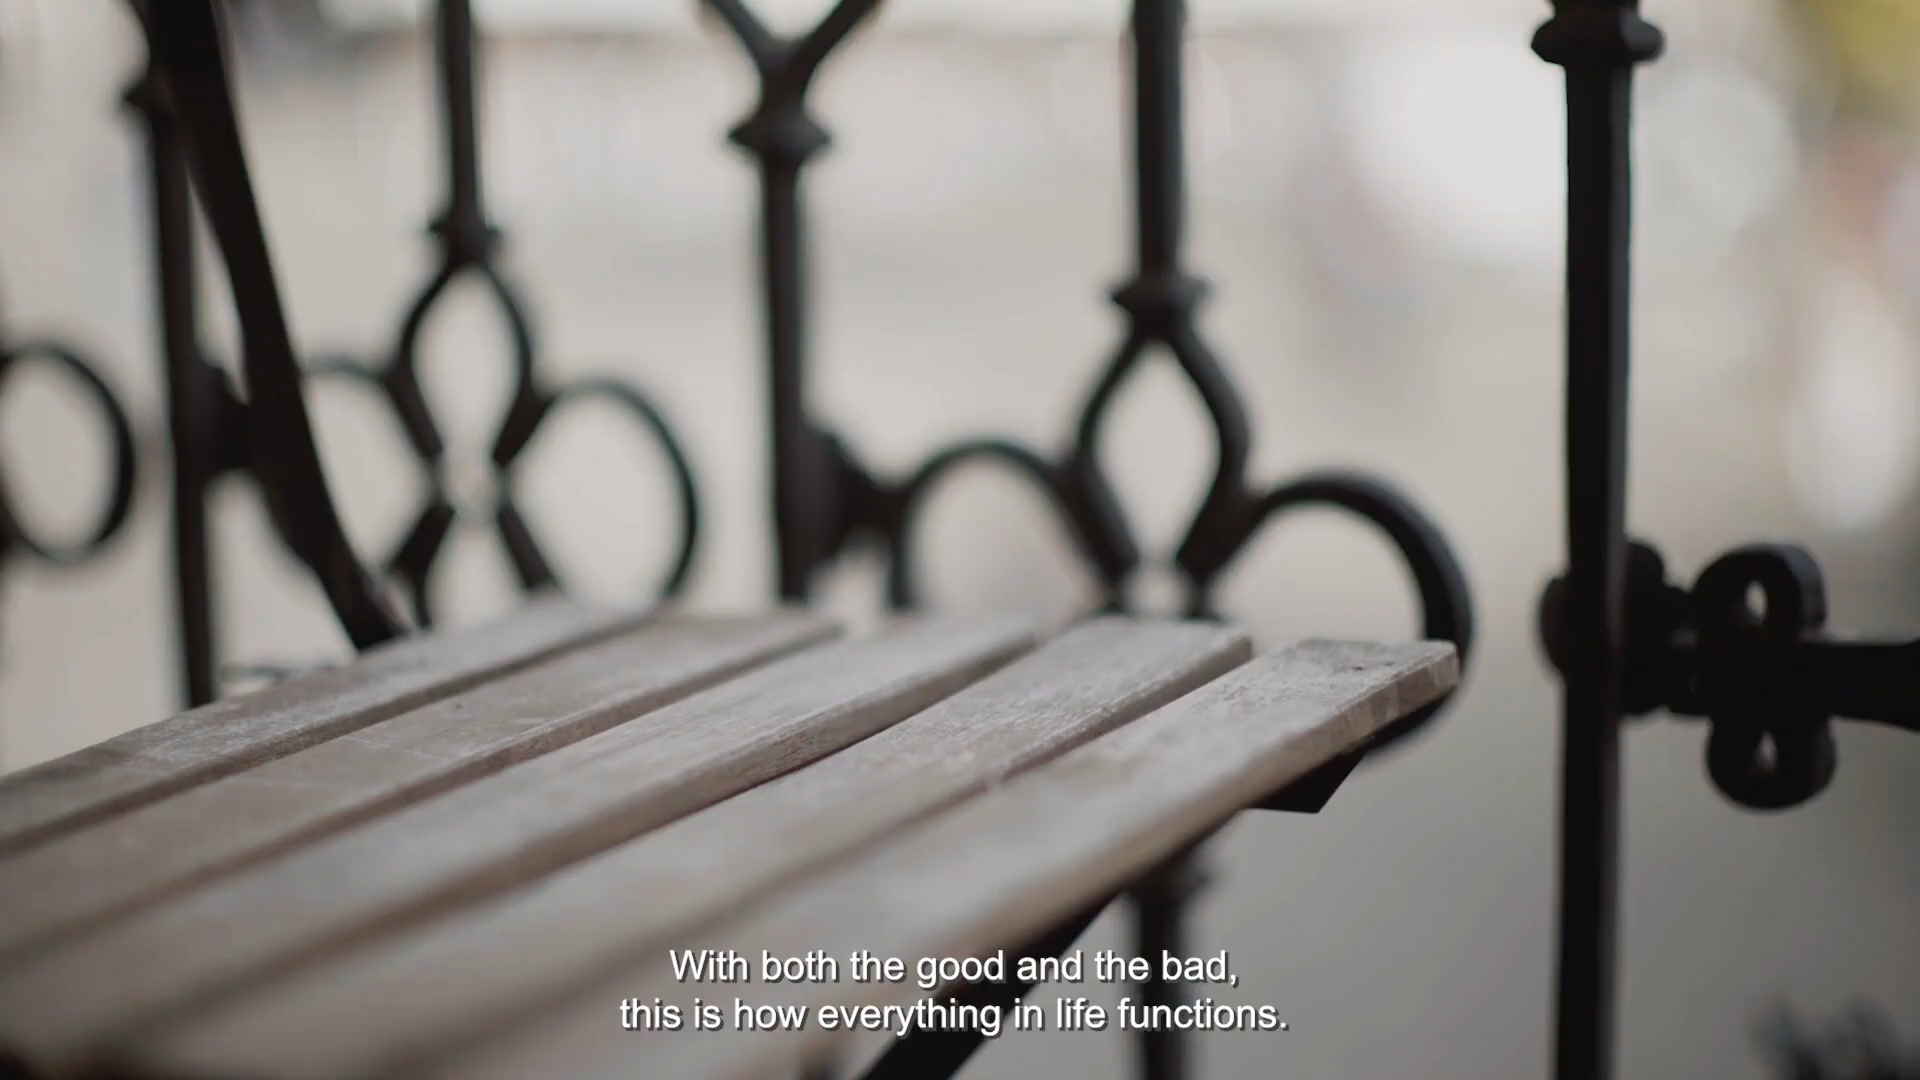 With both the good and the bad,
this is how everything in life functions.